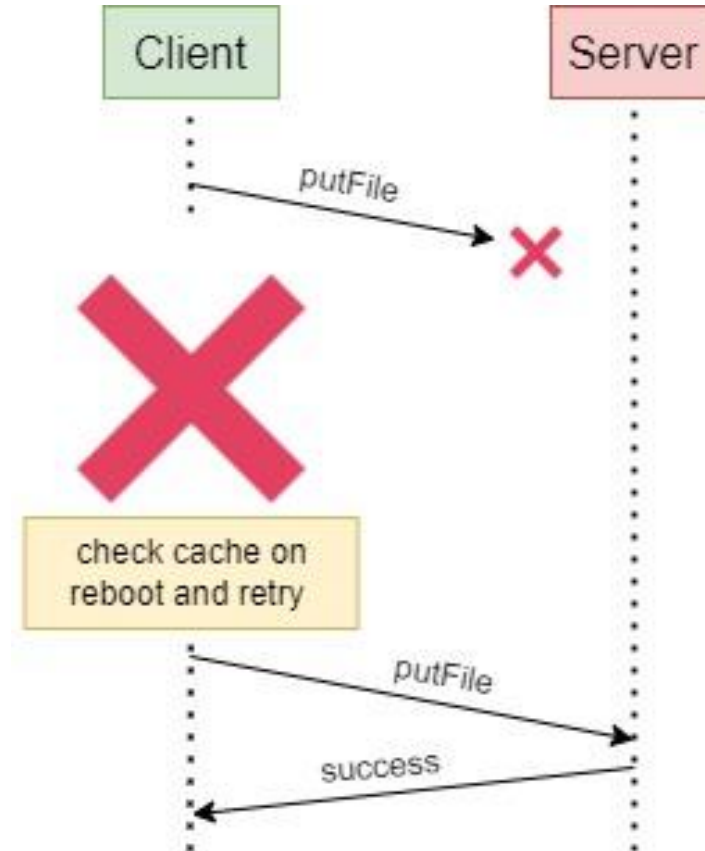 Client
Server
putFile
check cache on
reboot and retry
putFile
success